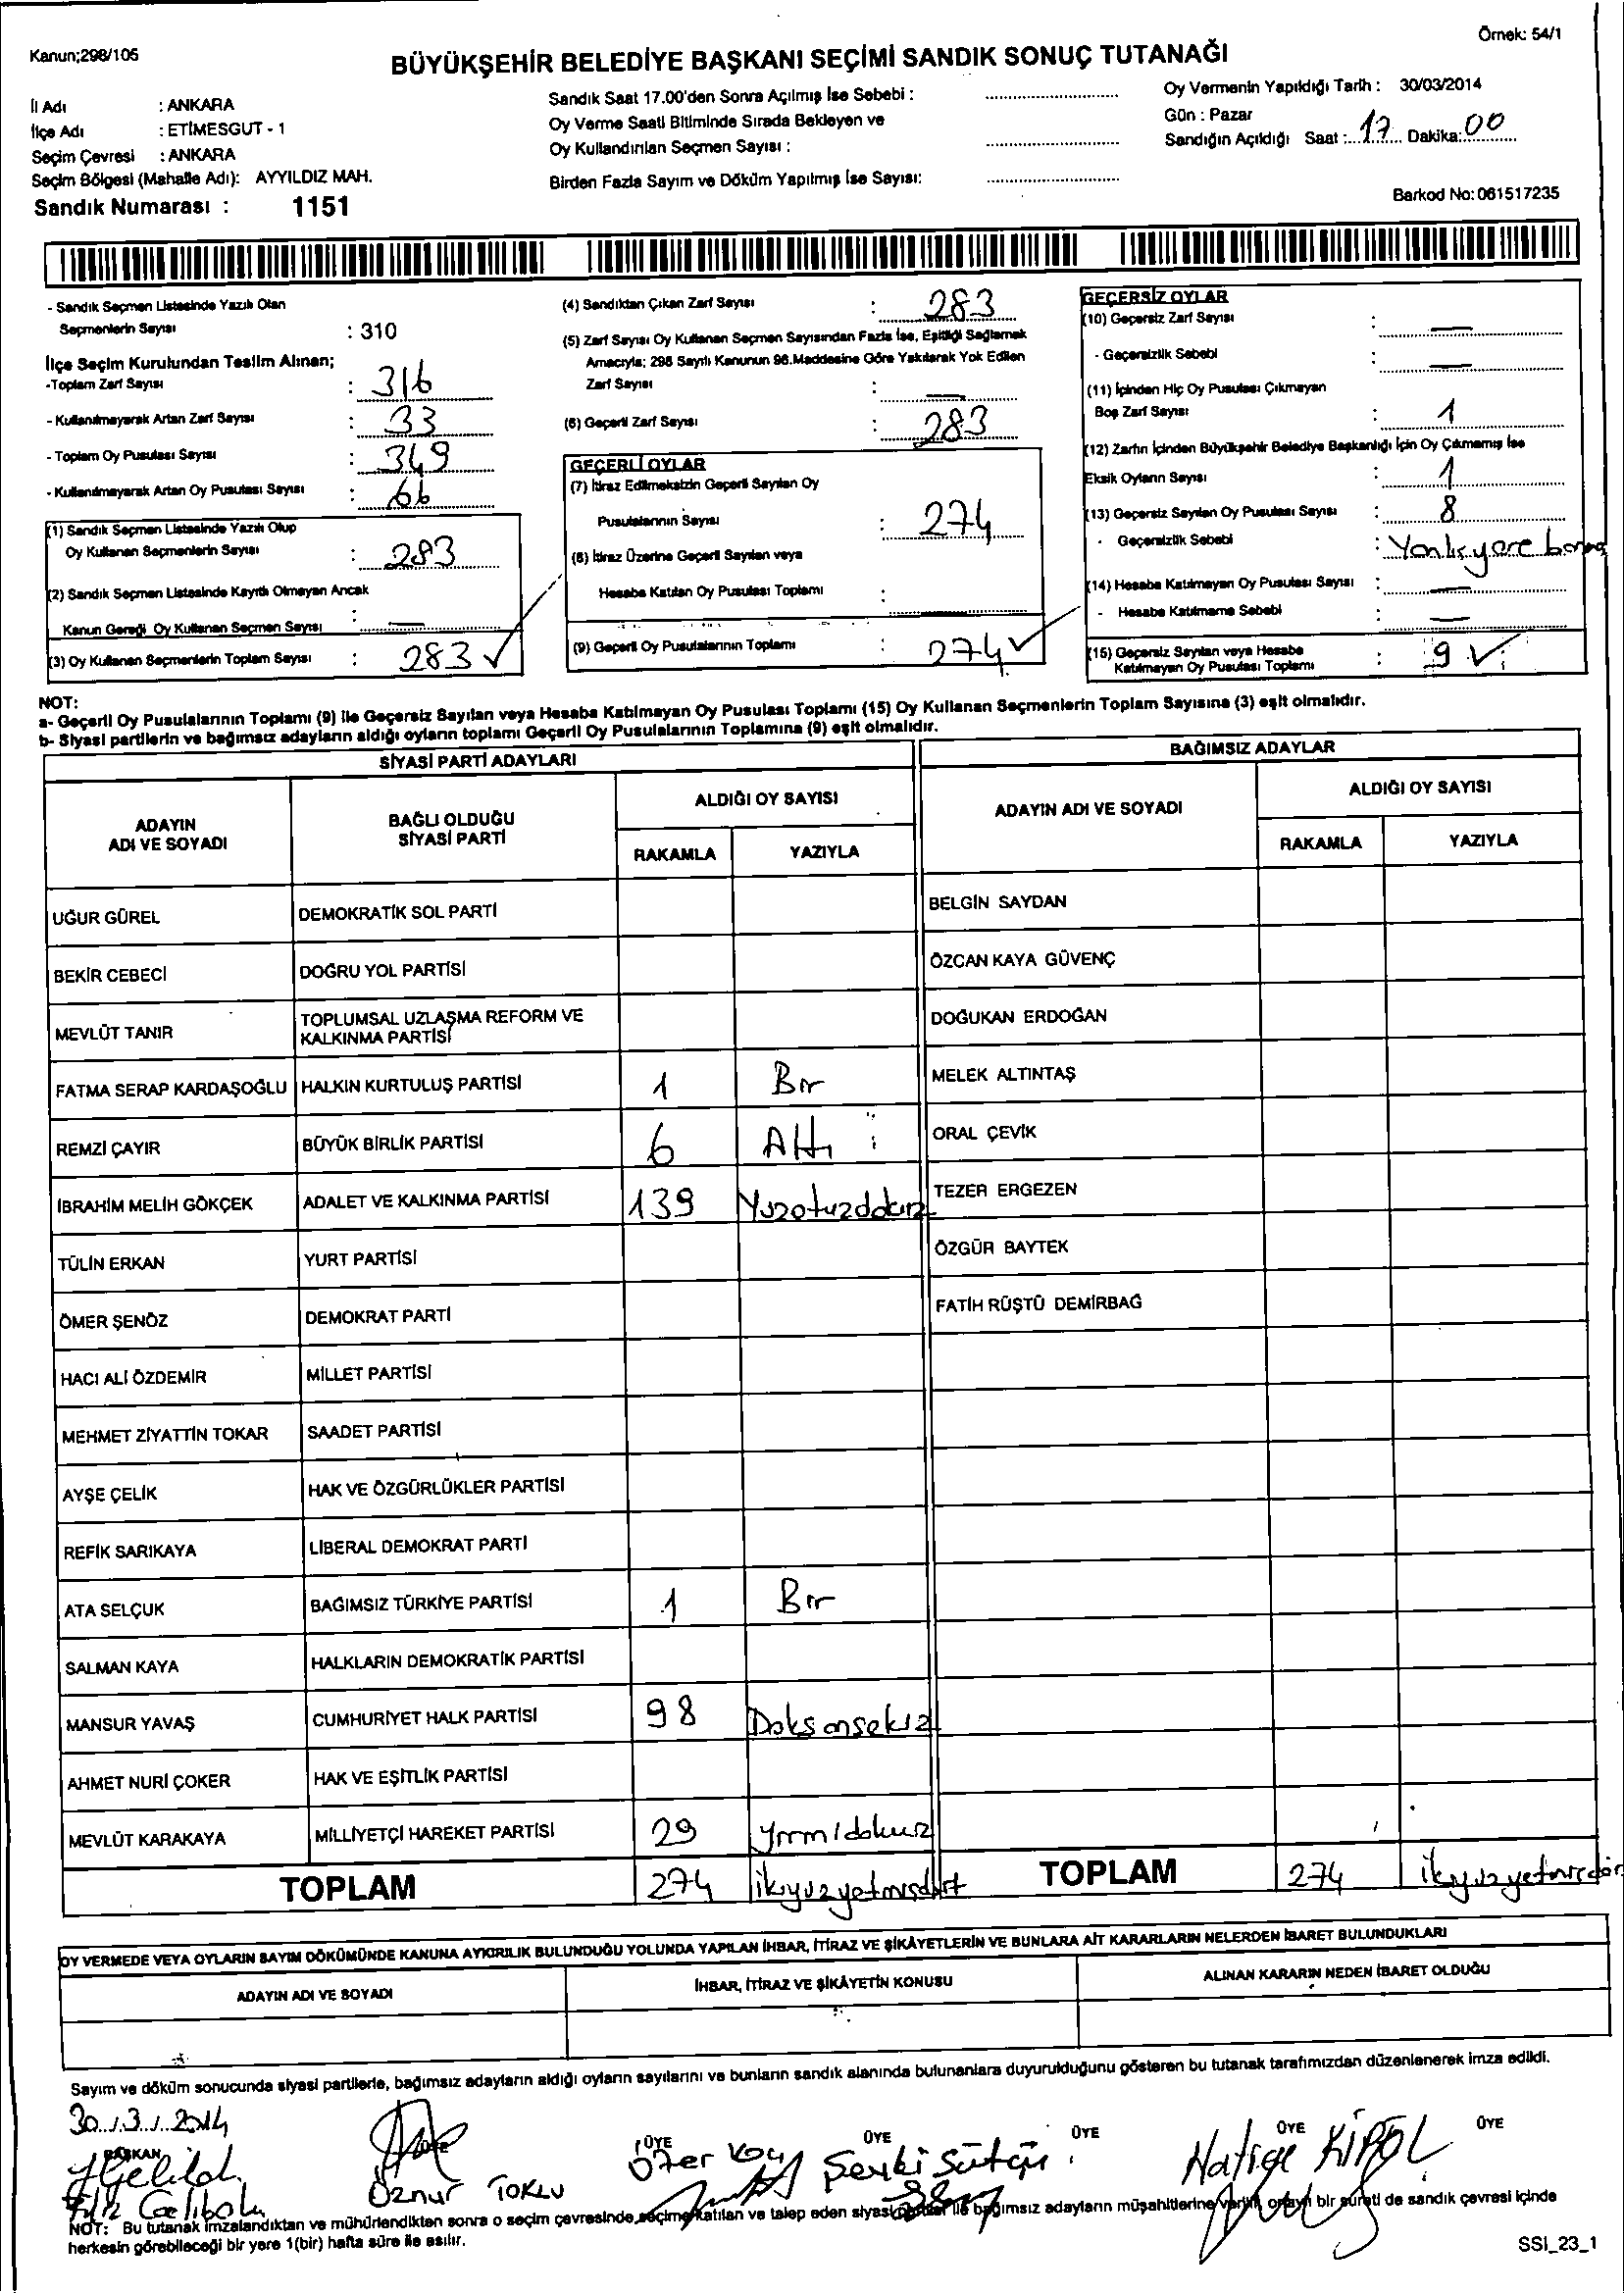 Kanun;298/105
Örnek: 54/1
BÜYÜKŞEHİR BELEDİYE BAŞKANI SEÇİMİ SANDIK SONUÇ TUTANAĞI
İl Adı : ANKARA
İlçe Adı : ETİMESGUT - 1
Seçim Çevresi : ANKARA
Seçim Bölgesi (Mahalle Adı): AYYILDIZ MAH.
Sandık Numarası : 1151
Sandık Saat 17.00'den Sonra Açılmış İse Sebebi :
Oy Verme Saati Bitiminde Sırada Bekleyen ve
Oy Kullandırılan Seçmen Sayısı :
Birden Fazla Sayım ve Döküm Yapılmış İse Sayısı:
Oy Vermenin Yapıldığı Tarih : 30/03/2014
Gün : Pazar
Sandığın Açıldığı Saat : 17 Dakika: 00
Barkod No: 061517235
- Sandık Seçmen Listesinde Yazılı Olan
Seçmenlerin Sayısı : 310
İlçe Seçim Kurulundan Teslim Alınan;
-Toplam Zarf Sayısı : 316
- Kullanılmayarak Artan Zarf Sayısı : 33
- Toplam Oy Pusulası Sayısı : 349
- Kullanılmayarak Artan Oy Pusulası Sayısı : 66
(1) Sandık Seçmen Listesinde Yazılı Olup
Oy Kullanan Seçmenlerin Sayısı : 283
(2) Sandık Seçmen Listesinde Kayıtlı Olmayan Ancak
Kanun Gereği Oy Kullanan Seçmen Sayısı : —
(3) Oy Kullanan Seçmenlerin Toplam Sayısı : 283 ✓
(4) Sandıktan Çıkan Zarf Sayısı : 283
(5) Zarf Sayısı Oy Kullanan Seçmen Sayısından Fazla İse, Eşitliği Sağlamak
Amacıyla; 298 Sayılı Kanunun 98.Maddesine Göre Yakılarak Yok Edilen
Zarf Sayısı : —
(6) Geçerli Zarf Sayısı : 283
GEÇERLİ OYLAR
(7) İtiraz Edilmeksizin Geçerli Sayılan Oy
Pusulalarının Sayısı : 274
(8) İtiraz Üzerine Geçerli Sayılan veya
Hesaba Katılan Oy Pusulası Toplamı :
(9) Geçerli Oy Pusulalarının Toplamı : 274 ✓
GEÇERSİZ OYLAR
(10) Geçersiz Zarf Sayısı : —
- Geçersizlik Sebebi : —
(11) İçinden Hiç Oy Pusulası Çıkmayan
Boş Zarf Sayısı : 1
(12) Zarfın İçinden Büyükşehir Belediye Başkanlığı İçin Oy Çıkmamış İse
Eksik Oyların Sayısı : 1
(13) Geçersiz Sayılan Oy Pusulası Sayısı : 8
- Geçersizlik Sebebi : Yanlış yere
(14) Hesaba Katılmayan Oy Pusulası Sayısı : —
- Hesaba Katılmama Sebebi : —
(15) Geçersiz Sayılan veya Hesaba
Katılmayan Oy Pusulası Toplamı : 9 ✓
NOT:
a- Geçerli Oy Pusulalarının Toplamı (9) ile Geçersiz Sayılan veya Hesaba Katılmayan Oy Pusulası Toplamı (15) Oy Kullanan Seçmenlerin Toplam Sayısına (3) eşit olmalıdır.
b- Siyasi partilerin ve bağımsız adayların aldığı oyların toplamı Geçerli Oy Pusulalarının Toplamına (9) eşit olmalıdır.
SİYASİ PARTİ ADAYLARI
BAĞIMSIZ ADAYLAR
ADAYIN ADI VE SOYADI
BAĞLI OLDUĞU SİYASİ PARTİ
ALDIĞI OY SAYISI
RAKAMLA YAZIYLA
ADAYIN ADI VE SOYADI
ALDIĞI OY SAYISI
RAKAMLA YAZIYLA
UĞUR GÜREL DEMOKRATİK SOL PARTİ BELGİN SAYDAN
BEKİR CEBECİ DOĞRU YOL PARTİSİ ÖZCAN KAYA GÜVENÇ
MEVLÜT TANIR TOPLUMSAL UZLAŞMA REFORM VE KALKINMA PARTİSİ DOĞUKAN ERDOĞAN
FATMA SERAP KARDAŞOĞLU HALKIN KURTULUŞ PARTİSİ 1 Bir MELEK ALTINTAŞ
REMZİ ÇAYIR BÜYÜK BİRLİK PARTİSİ 6 Altı ORAL ÇEVİK
İBRAHİM MELİH GÖKÇEK ADALET VE KALKINMA PARTİSİ 139 Yuzotuzdokuz TEZER ERGEZEN
TÜLİN ERKAN YURT PARTİSİ ÖZGÜR BAYTEK
ÖMER ŞENÖZ DEMOKRAT PARTİ FATİH RÜŞTÜ DEMİRBAĞ
HACI ALİ ÖZDEMİR MİLLET PARTİSİ
MEHMET ZİYATTİN TOKAR SAADET PARTİSİ
AYŞE ÇELİK HAK VE ÖZGÜRLÜKLER PARTİSİ
REFİK SARIKAYA LİBERAL DEMOKRAT PARTİ
ATA SELÇUK BAĞIMSIZ TÜRKİYE PARTİSİ 1 Bir
SALMAN KAYA HALKLARIN DEMOKRATİK PARTİSİ
MANSUR YAVAŞ CUMHURİYET HALK PARTİSİ 98 Doksansekiz
AHMET NURİ ÇOKER HAK VE EŞİTLİK PARTİSİ
MEVLÜT KARAKAYA MİLLİYETÇİ HAREKET PARTİSİ 29 Yirmidokuz
TOPLAM 274 ikiyuzyetmisdört TOPLAM 274 ikiyuzyetmisdör
OY VERMEDE VEYA OYLARIN SAYIM DÖKÜMÜNDE KANUNA AYKIRILIK BULUNDUĞU YOLUNDA YAPILAN İHBAR, İTİRAZ VE ŞİKÂYETLERİN VE BUNLARA AİT KARARLARIN NELERDEN İBARET BULUNDUKLARI
ADAYIN ADI VE SOYADI İHBAR, İTİRAZ VE ŞİKÂYETİN KONUSU ALINAN KARARIN NEDEN İBARET OLDUĞU
Sayım ve döküm sonucunda siyasi partilerle, bağımsız adayların aldığı oyların sayılarını ve bunların sandık alanında bulunanlara duyurulduğunu gösteren bu tutanak tarafımızdan düzenlenerek imza edildi.
30/3/2014
BAŞKAN ÜYE ÜYE ÜYE ÜYE ÜYE ÜYE
Filiz Gelibolu Öznur TOKLU Özer Koç Şevki Sütçü Hatice KİPÖL
NOT: Bu tutanak imzalandıktan ve mühürlendikten sonra o seçim çevresinde seçime katılan ve talep eden siyasi partiler ile bağımsız adayların müşahitlerine verilir, onaylı bir sureti de sandık çevresi içinde
herkesin görebileceği bir yere 1(bir) hafta süre ile asılır.
SSI_23_1